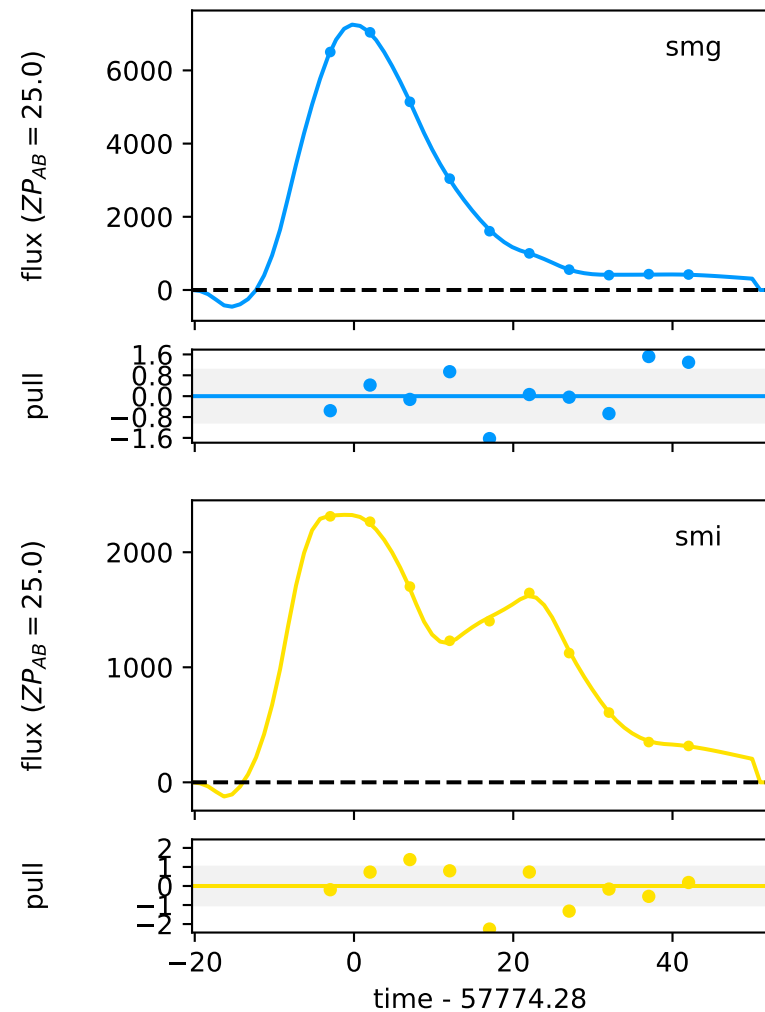 smg
flux (ZP_AB = 25.0)
6000
4000
2000
0
pull
1.6
0.8
0.0
−0.8
−1.6
smi
flux (ZP_AB = 25.0)
2000
1000
0
pull
2
1
0
−1
−2
−20 0 20 40
time - 57774.28